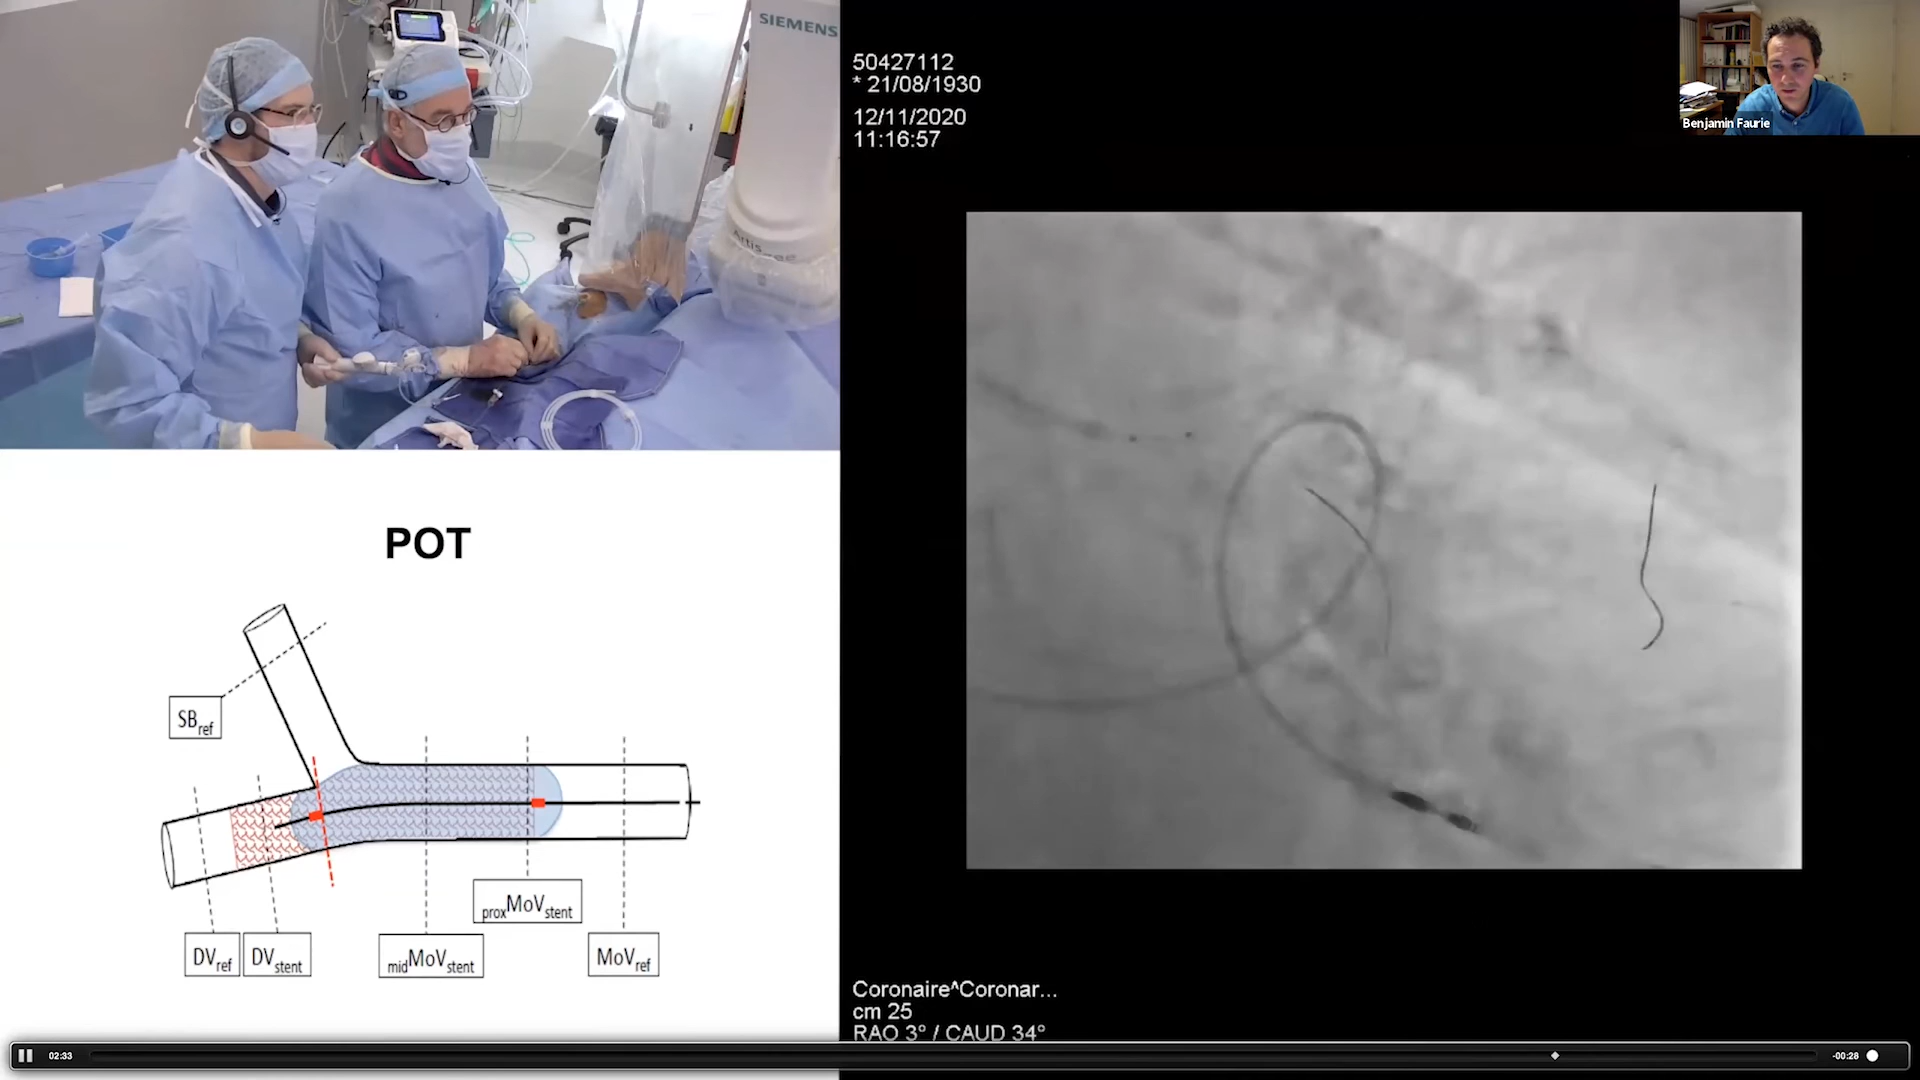 SIEMENS
50427112
* 21/08/1930
12/11/2020
11:16:57
Benjamin Faurie
POT
SBref
proxMoVstent
DVref
DVstent
midMoVstent
MoVref
Coronaire^Coronar...
cm 25
RAO 3° / CAUD 34°
02:33
-00:28